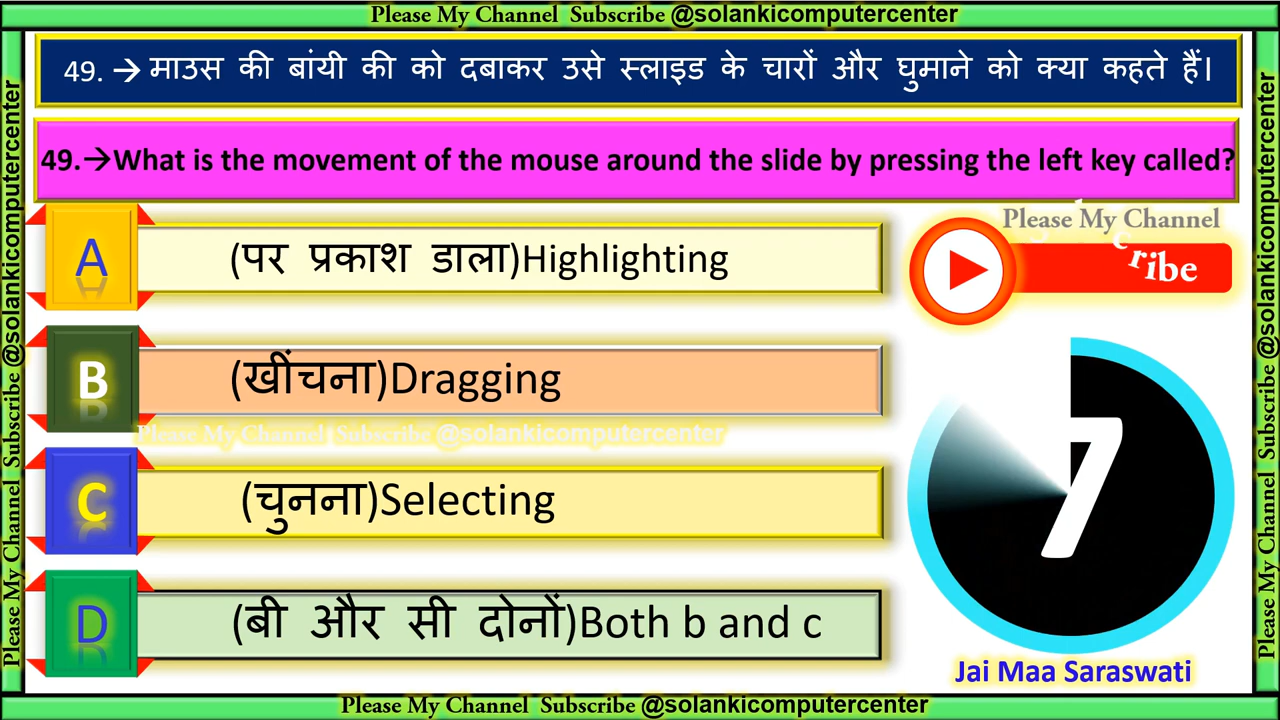 Please My Channel Subscribe @solankicomputercenter
49. → माउस की बांयी की को दबाकर उसे स्लाइड के चारों और घुमाने को क्या कहते हैं।
49.→What is the movement of the mouse around the slide by pressing the left key called?
A
(पर प्रकाश डाला)Highlighting
Please My Channel
cribe
B
(खींचना)Dragging
Please My Channel Subscribe @solankicomputercenter
7
C
(चुनना)Selecting
D
(बी और सी दोनों)Both b and c
Jai Maa Saraswati
Please My Channel Subscribe @solankicomputercenter
Please My Channel Subscribe @solankicomputercenter
Please My Channel Subscribe @solankicomputercenter